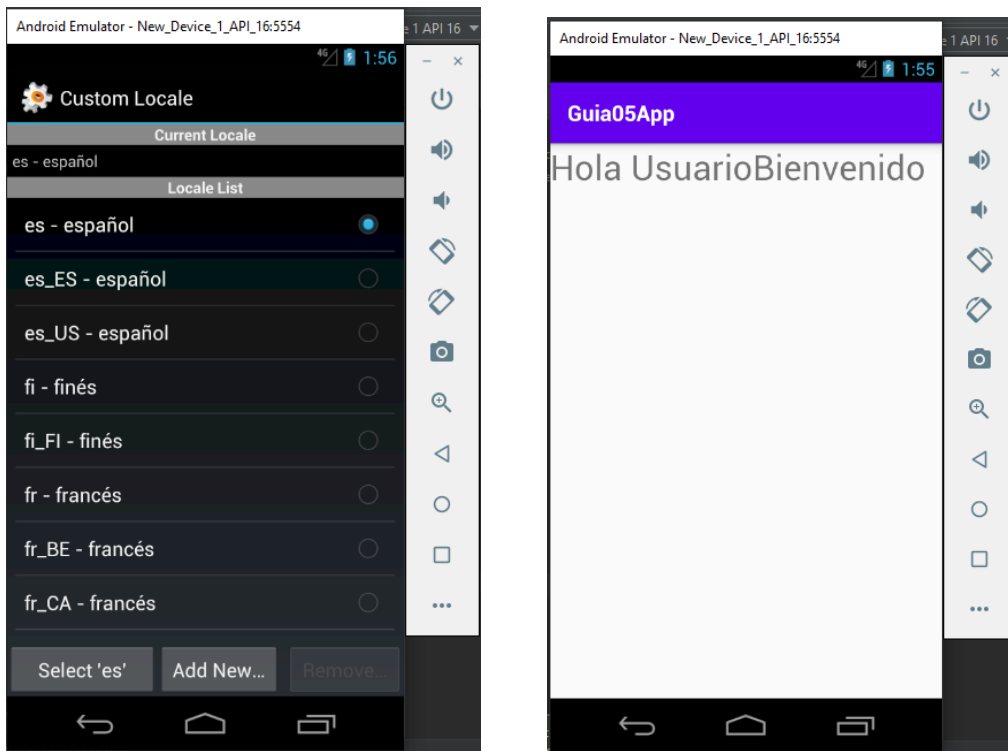 Android Emulator - New_Device_1_API_16:5554
e 1 API 16
4G 1:56
Custom Locale
Current Locale
es - español
Locale List
es - español
es_ES - español
es_US - español
fi - finés
fi_FI - finés
fr - francés
fr_BE - francés
fr_CA - francés
Select 'es' Add New... Remove...
Android Emulator - New_Device_1_API_16:5554
1 API 16
4G 1:55
Guia05App
Hola UsuarioBienvenido